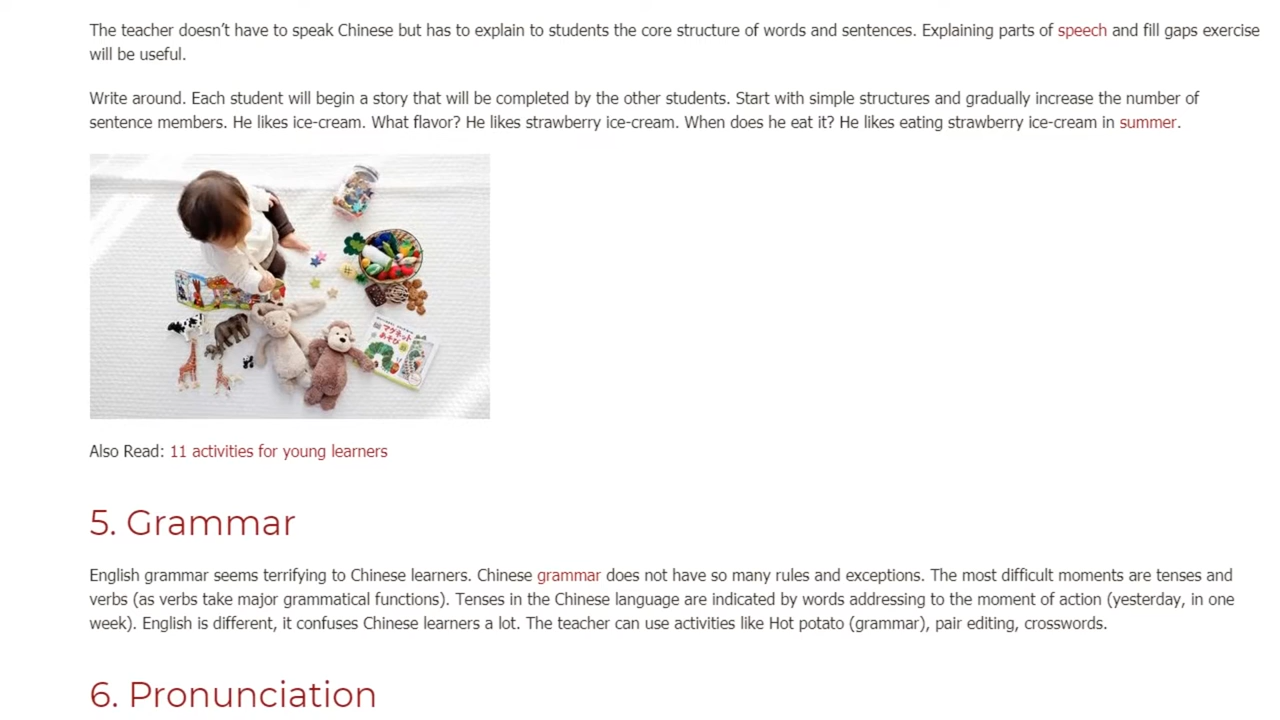 The teacher doesn't have to speak Chinese but has to explain to students the core structure of words and sentences. Explaining parts of speech and fill gaps exercise
will be useful.
Write around. Each student will begin a story that will be completed by the other students. Start with simple structures and gradually increase the number of
sentence members. He likes ice-cream. What flavor? He likes strawberry ice-cream. When does he eat it? He likes eating strawberry ice-cream in summer.
マグネット
あそび
Also Read: 11 activities for young learners
5. Grammar
English grammar seems terrifying to Chinese learners. Chinese grammar does not have so many rules and exceptions. The most difficult moments are tenses and
verbs (as verbs take major grammatical functions). Tenses in the Chinese language are indicated by words addressing to the moment of action (yesterday, in one
week). English is different, it confuses Chinese learners a lot. The teacher can use activities like Hot potato (grammar), pair editing, crosswords.
6. Pronunciation